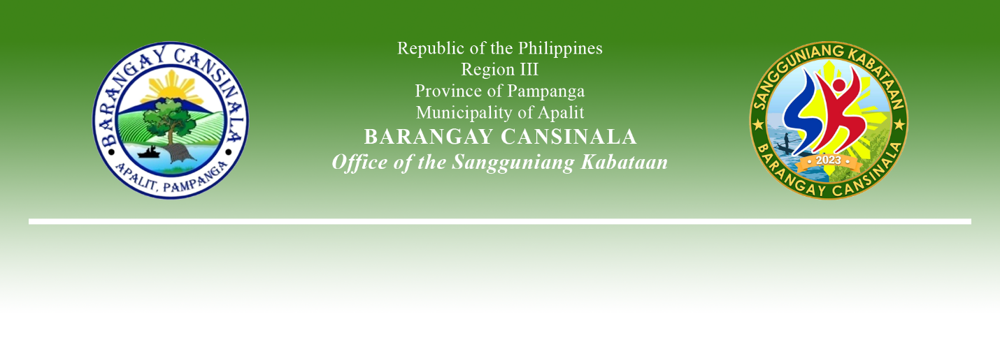 BARANGAY CANSINALA
APALIT, PAMPANGA
Republic of the Philippines
Region III
Province of Pampanga
Municipality of Apalit
BARANGAY CANSINALA
Office of the Sangguniang Kabataan
SANGGUNIANG KABATAAN
SK
2023
BARANGAY CANSINALA